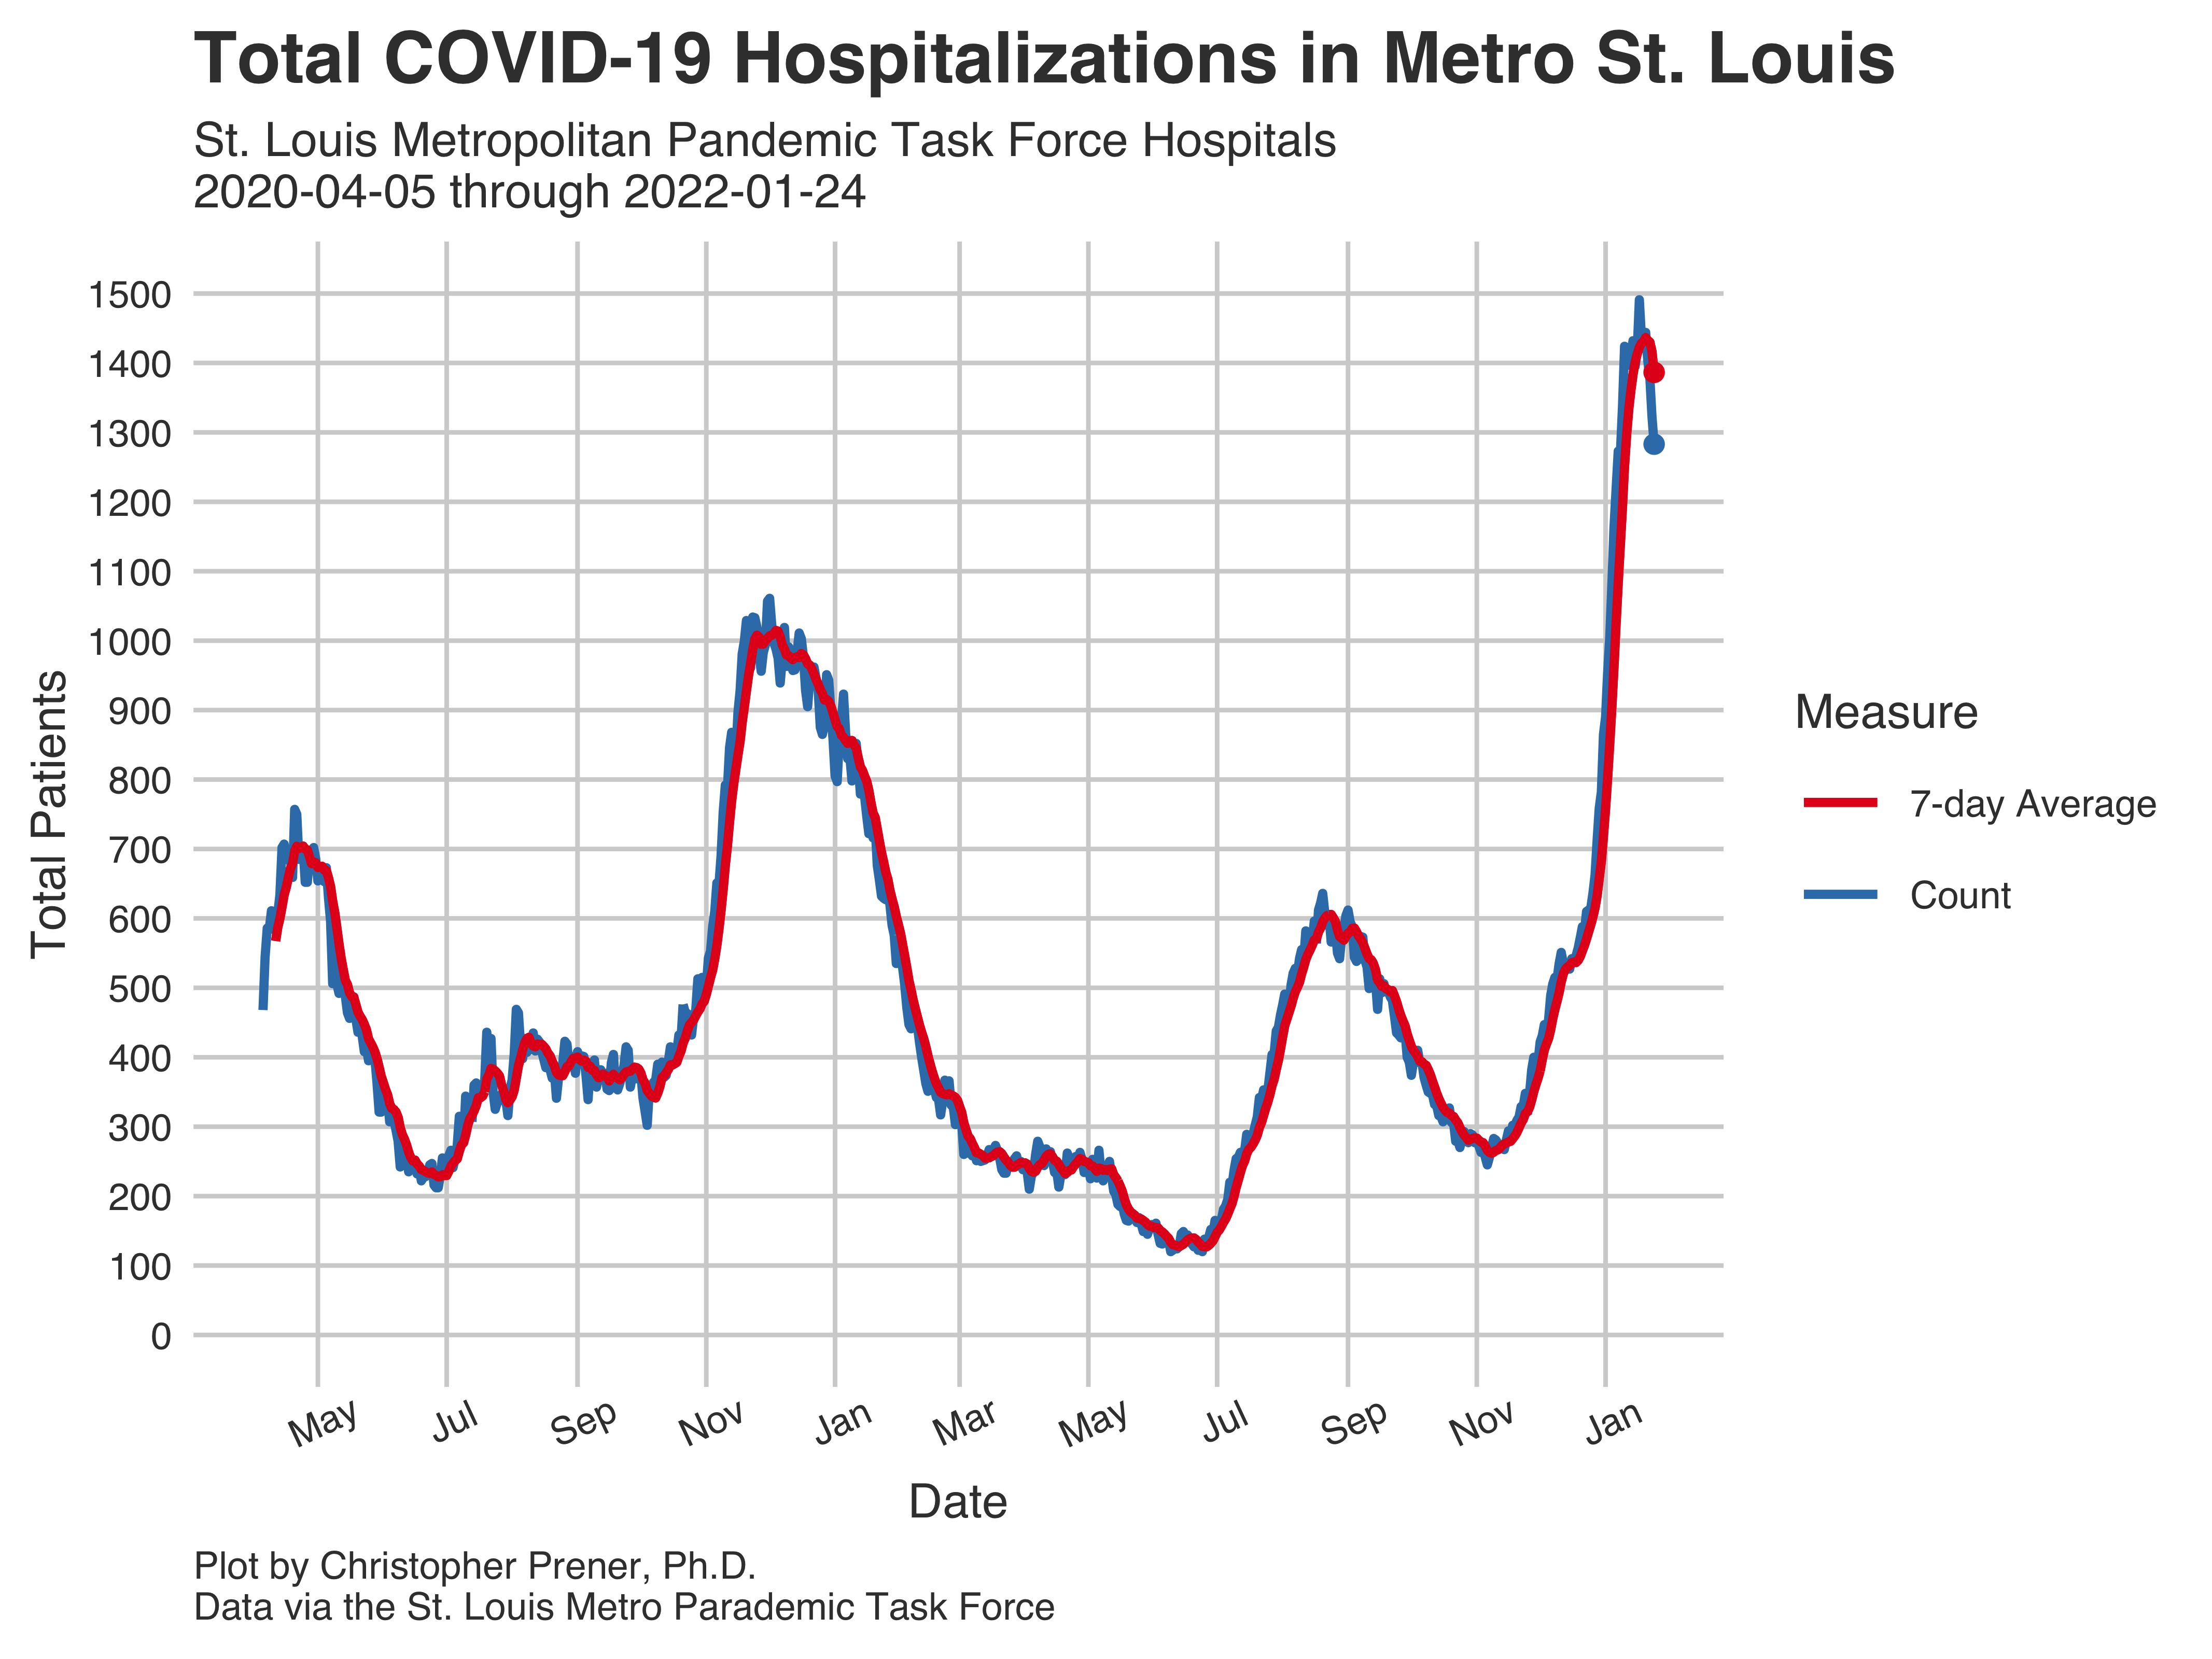 Total COVID-19 Hospitalizations in Metro St. Louis
St. Louis Metropolitan Pandemic Task Force Hospitals
2020-04-05 through 2022-01-24
Total Patients
1500
1400
1300
1200
1100
1000
900
800
700
600
500
400
300
200
100
0
May Jul Sep Nov Jan Mar May Jul Sep Nov Jan
Date
Measure
7-day Average
Count
Plot by Christopher Prener, Ph.D.
Data via the St. Louis Metro Parademic Task Force